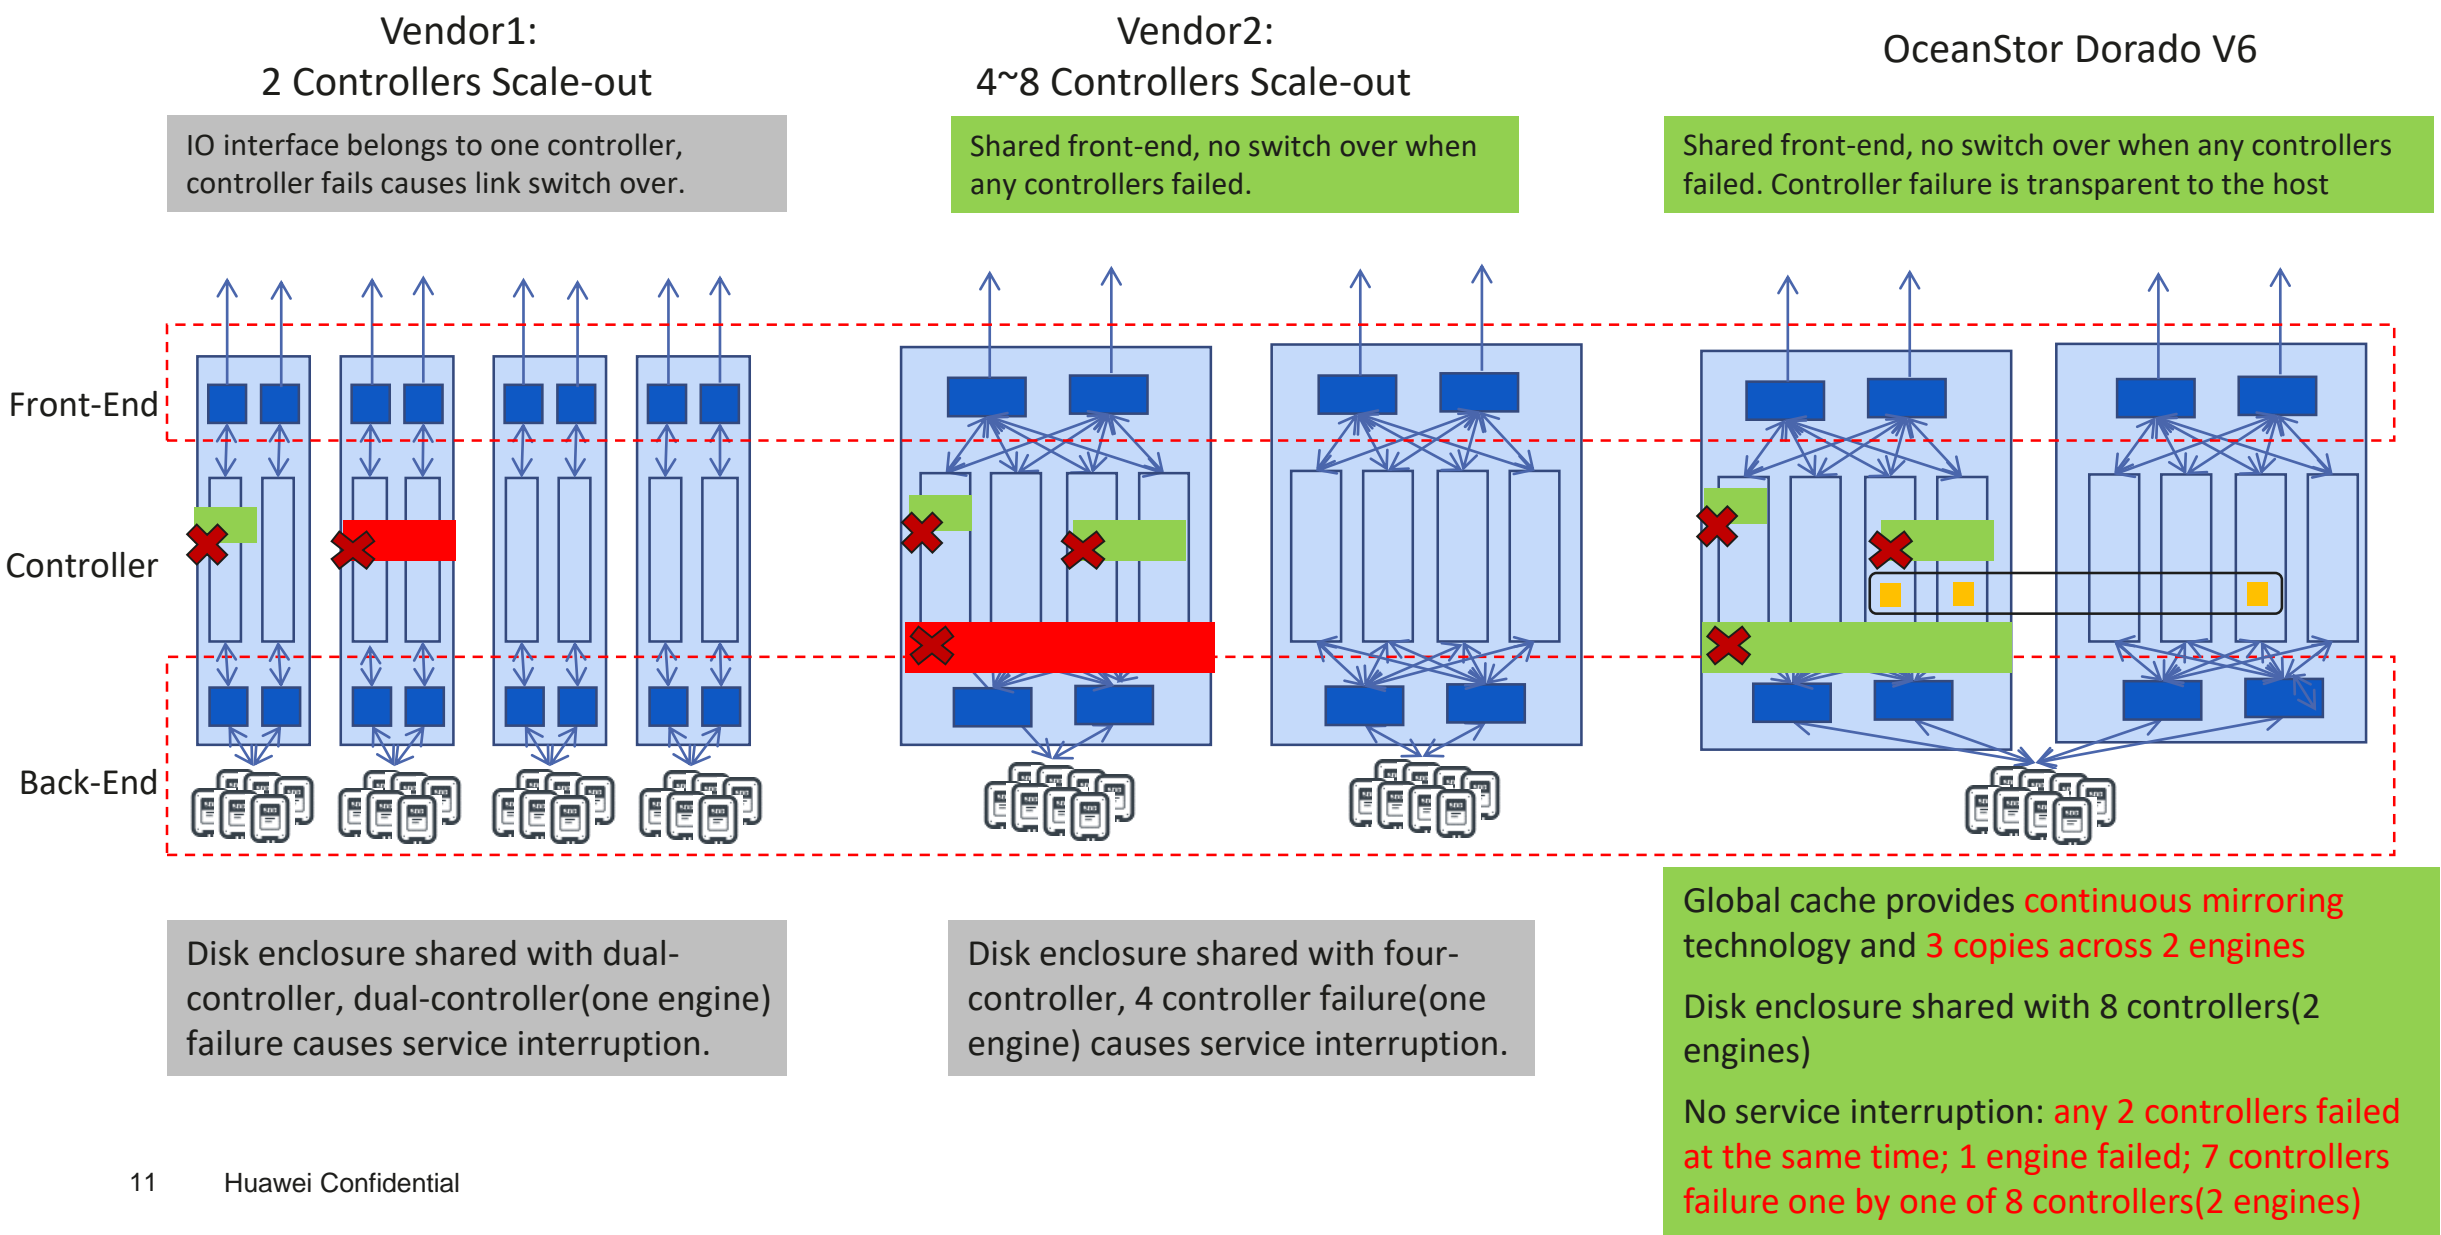 Vendor1:
2 Controllers Scale-out
Vendor2:
4~8 Controllers Scale-out
OceanStor Dorado V6
IO interface belongs to one controller,
controller fails causes link switch over.
Shared front-end, no switch over when
any controllers failed.
Shared front-end, no switch over when any controllers
failed. Controller failure is transparent to the host
Front-End
Controller
Back-End
Disk enclosure shared with dual-
controller, dual-controller(one engine)
failure causes service interruption.
Disk enclosure shared with four-
controller, 4 controller failure(one
engine) causes service interruption.
Global cache provides continuous mirroring
technology and 3 copies across 2 engines
Disk enclosure shared with 8 controllers(2
engines)
No service interruption: any 2 controllers failed
at the same time; 1 engine failed; 7 controllers
failure one by one of 8 controllers(2 engines)
11
Huawei Confidential